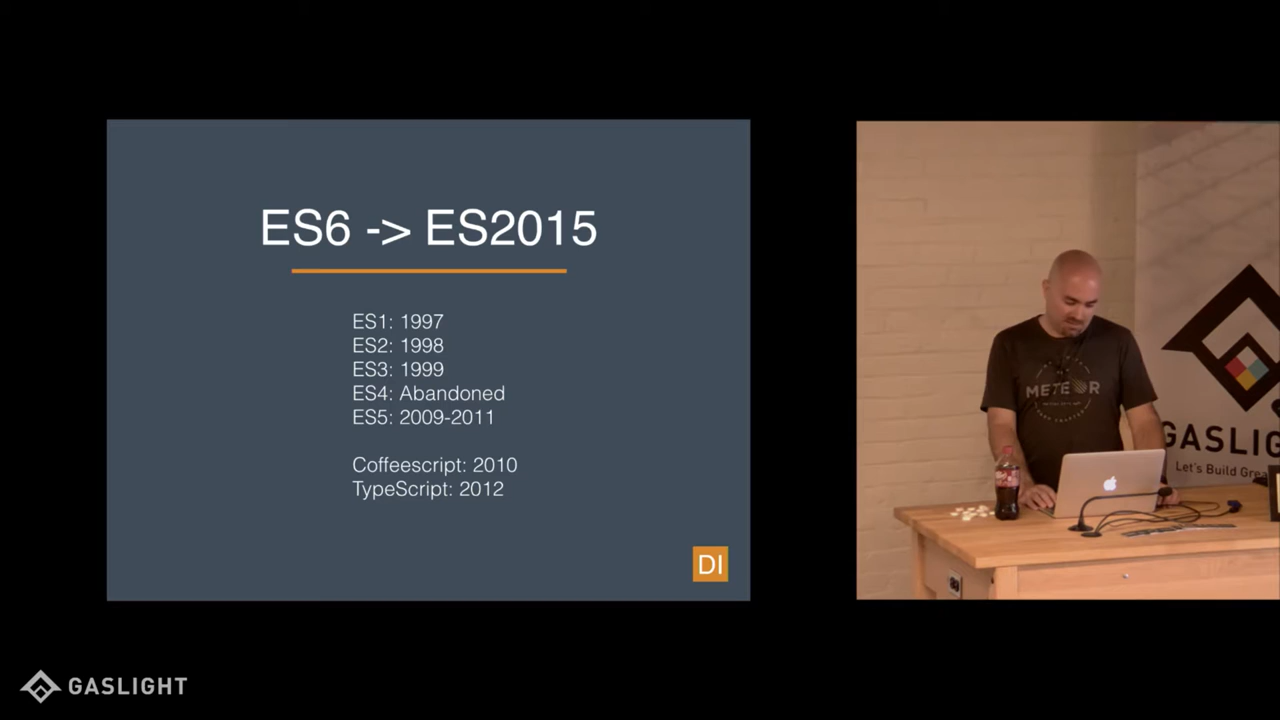 ES6 -> ES2015
ES1: 1997
ES2: 1998
ES3: 1999
ES4: Abandoned
ES5: 2009-2011
Coffeescript: 2010
TypeScript: 2012
DI
METEOR
GASLIGH
Let's Build Grea
GASLIGHT